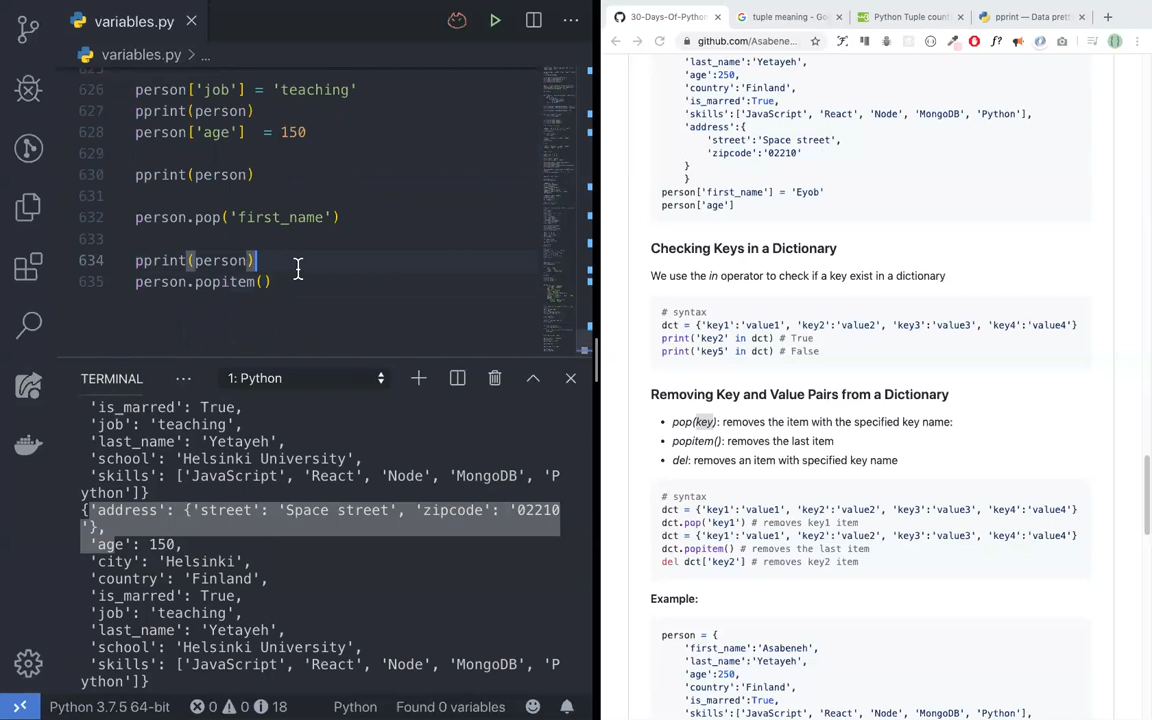 variables.py
variables.py > ...
625
626 person['job'] = 'teaching'
627 pprint(person)
628 person['age']  = 150
629
630 pprint(person)
631
632 person.pop('first_name')
633
634 pprint(person)
635 person.popitem()
TERMINAL ... 1: Python
'is_marred': True,
'job': 'teaching',
'last_name': 'Yetayeh',
'school': 'Helsinki University',
'skills': ['JavaScript', 'React', 'Node', 'MongoDB', 'P
ython']}
{'address': {'street': 'Space street', 'zipcode': '02210
'},
'age': 150,
'city': 'Helsinki',
'country': 'Finland',
'is_marred': True,
'job': 'teaching',
'last_name': 'Yetayeh',
'school': 'Helsinki University',
'skills': ['JavaScript', 'React', 'Node', 'MongoDB', 'P
ython']}
Python 3.7.5 64-bit 0 0 18 Python Found 0 variables
30-Days-Of-Python tuple meaning - Go Python Tuple count pprint — Data pret
github.com/Asabene...
'last_name':'Yetayeh',
'age':250,
'country':'Finland',
'is_marred':True,
'skills':['JavaScript', 'React', 'Node', 'MongoDB', 'Python'],
'address':{
'street':'Space street',
'zipcode':'02210'
}
}
person['first_name'] = 'Eyob'
person['age']
Checking Keys in a Dictionary
We use the in operator to check if a key exist in a dictionary
# syntax
dct = {'key1':'value1', 'key2':'value2', 'key3':'value3', 'key4':'value4'}
print('key2' in dct) # True
print('key5' in dct) # False
Removing Key and Value Pairs from a Dictionary
• pop(key): removes the item with the specified key name:
• popitem(): removes the last item
• del: removes an item with specified key name
# syntax
dct = {'key1':'value1', 'key2':'value2', 'key3':'value3', 'key4':'value4'}
dct.pop('key1') # removes key1 item
dct = {'key1':'value1', 'key2':'value2', 'key3':'value3', 'key4':'value4'}
dct.popitem() # removes the last item
del dct['key2'] # removes key2 item
Example:
person = {
'first_name':'Asabeneh',
'last_name':'Yetayeh',
'age':250,
'country':'Finland',
'is_marred':True,
'skills':['JavaScript', 'React', 'Node', 'MongoDB', 'Python'],